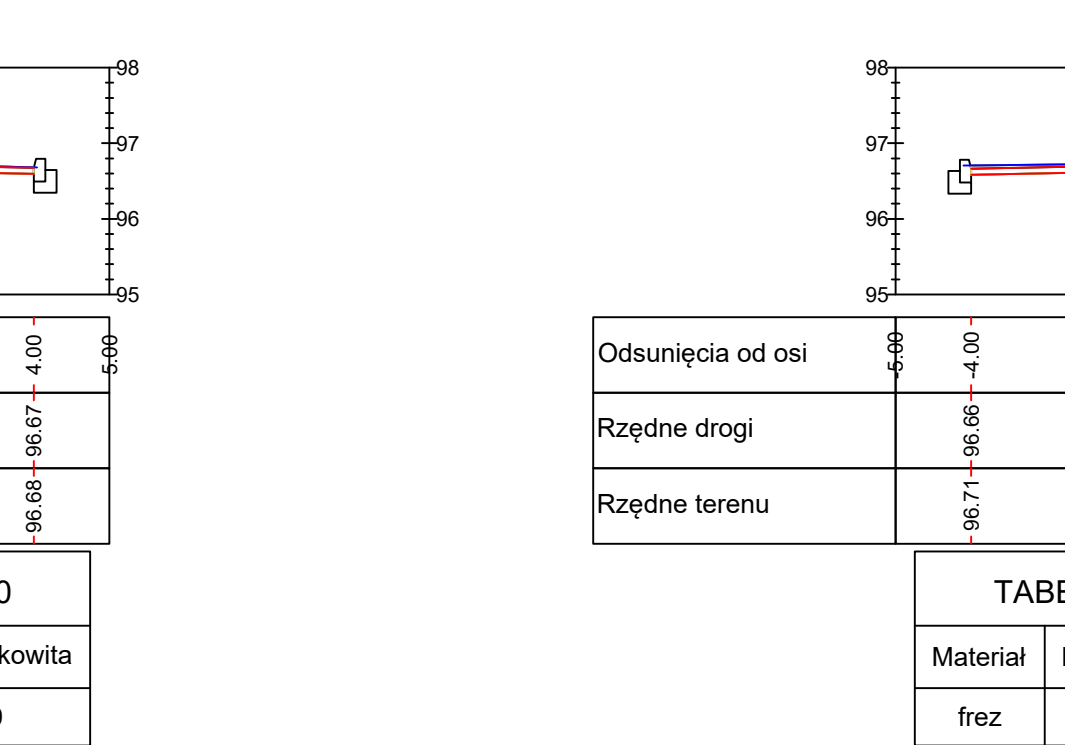 98
97
96
95
4.00
5.00
96.67
96.68
0
kowita
98
97
96
95
Odsunięcia od osi
-5.00
-4.00
Rzędne drogi
96.66
Rzędne terenu
96.71
TABE
Materiał
frez